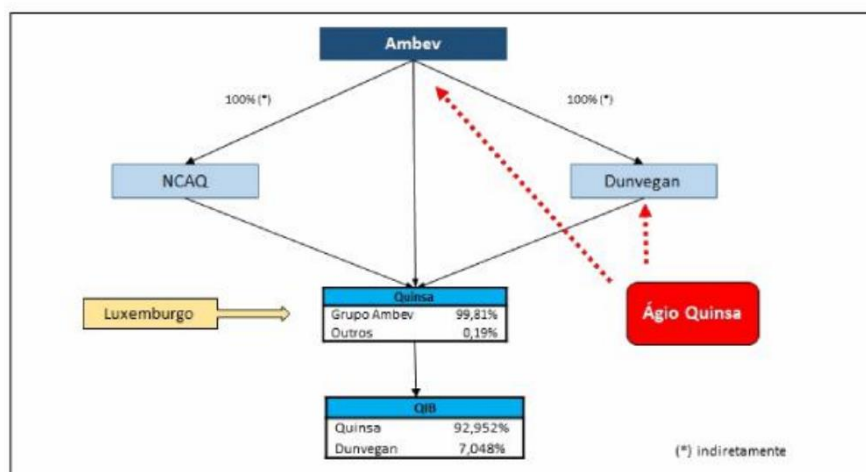 Ambev
100% (*)
100% (*)
NCAQ
Dunvegan
Luxemburgo
Quinsa
Grupo Ambev 99,81%
Outros 0,19%
Ágio Quinsa
QIB
Quinsa 92,952%
Dunvegan 7,048%
(*) indiretamente